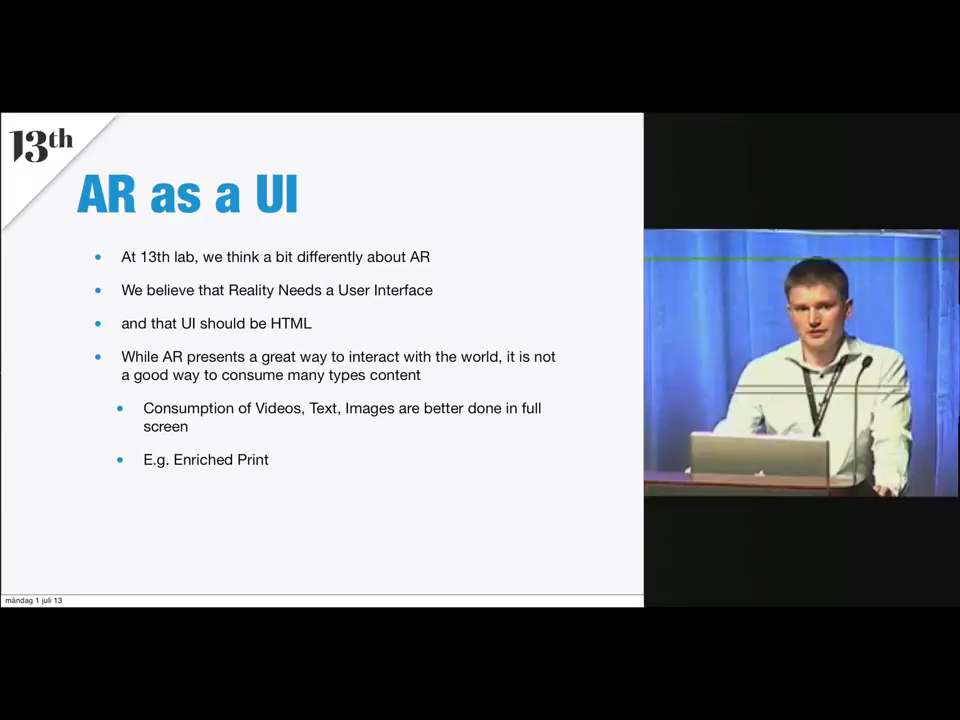 13th
AR as a UI
• At 13th lab, we think a bit differently about AR
• We believe that Reality Needs a User Interface
• and that UI should be HTML
• While AR presents a great way to interact with the world, it is not
a good way to consume many types content
• Consumption of Videos, Text, Images are better done in full
screen
• E.g. Enriched Print
måndag 1 juli 13